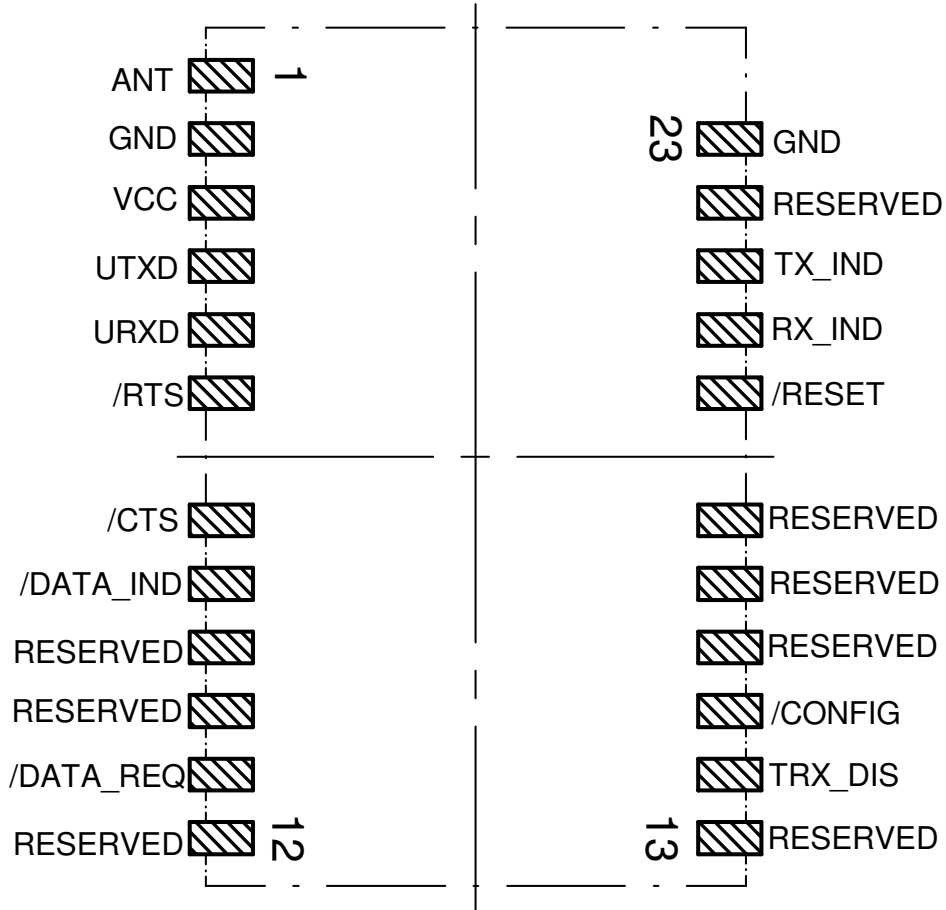 ANT 1
GND 23 GND
VCC RESERVED
UTXD TX_IND
URXD RX_IND
/RTS /RESET
/CTS RESERVED
/DATA_IND RESERVED
RESERVED RESERVED
RESERVED /CONFIG
/DATA_REQ TRX_DIS
RESERVED 12 13 RESERVED